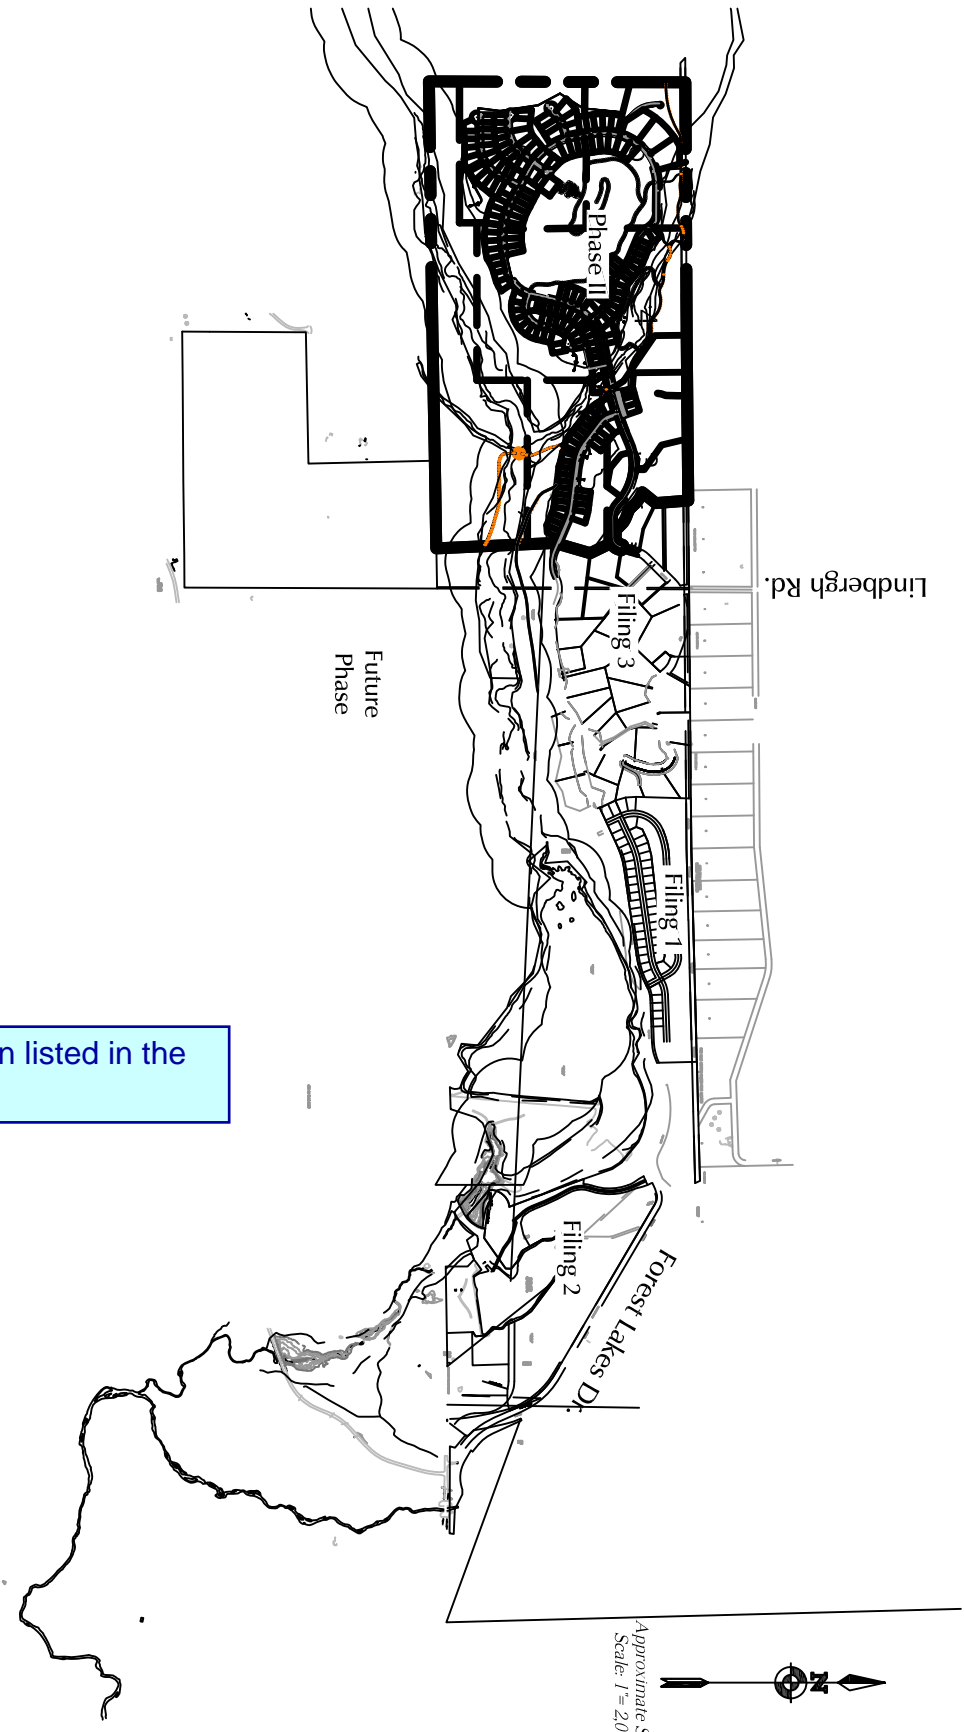 Phase II
Lindbergh Rd.
Filing 3
Future
Phase
Filing 1
n listed in the
Filing 2
Forest Lakes Dr.
Approximate
Scale: 1"= 2,0
N